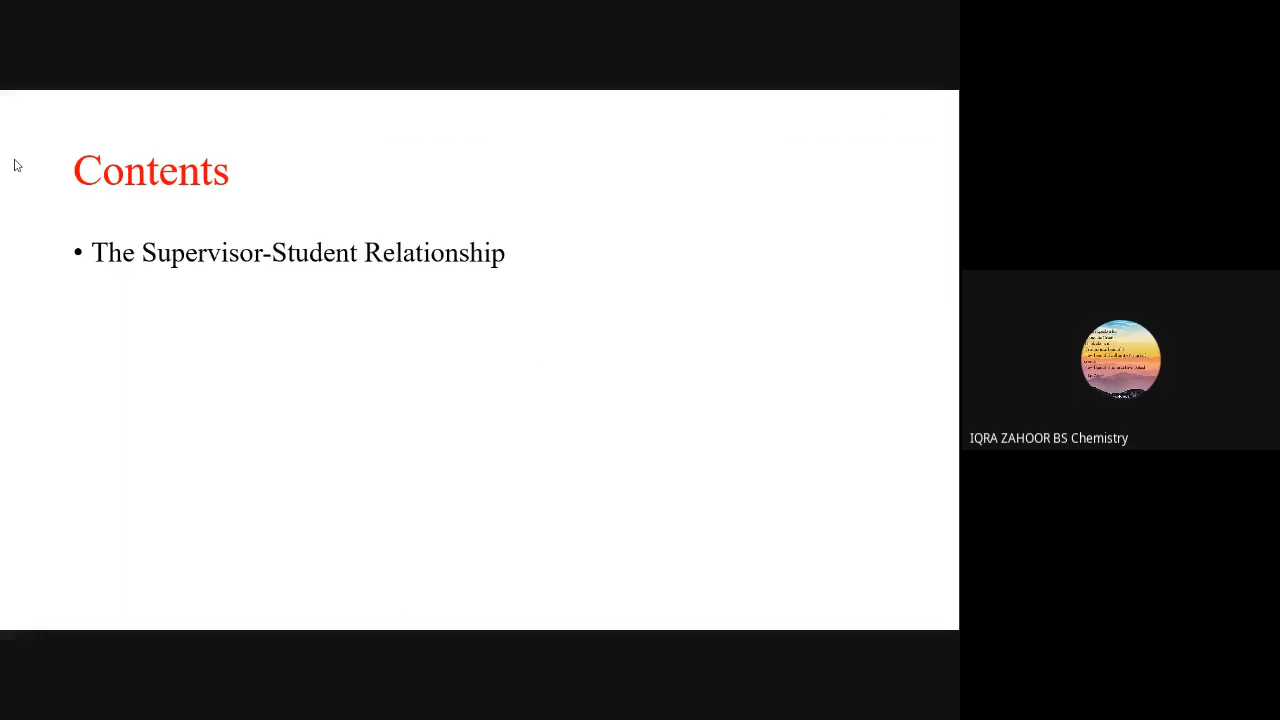 Contents
• The Supervisor-Student Relationship
IQRA ZAHOOR BS Chemistry